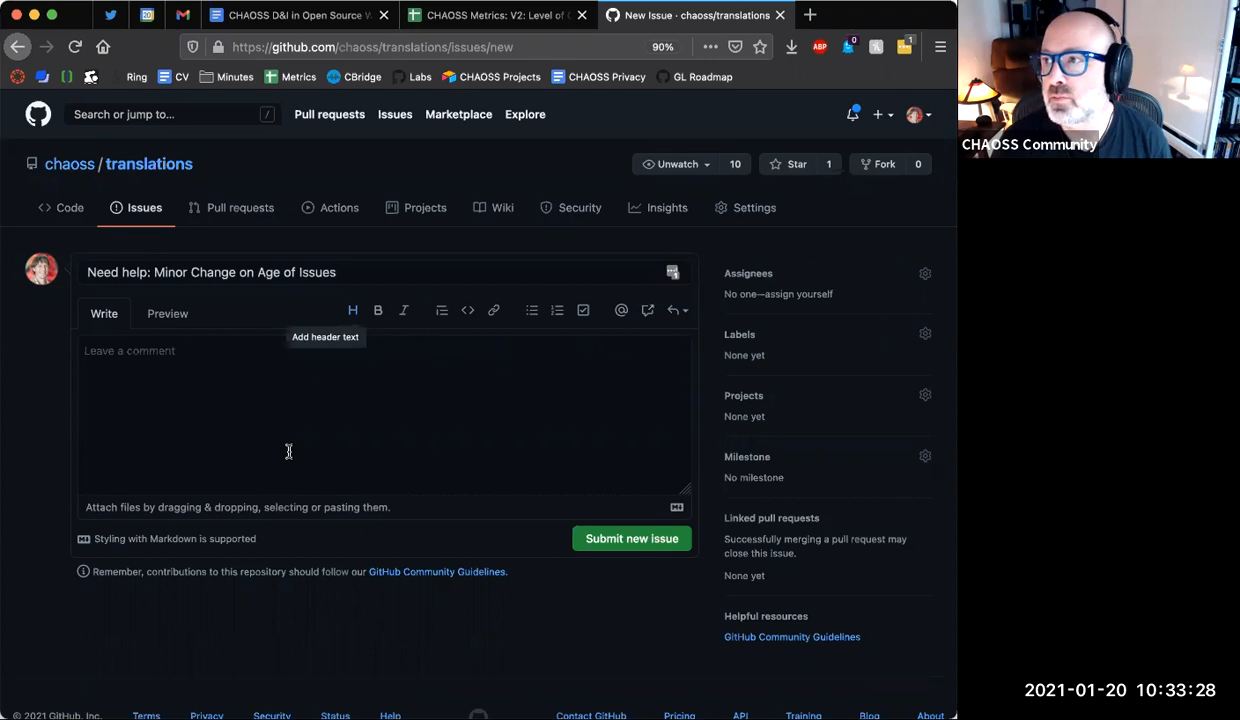 CHAOSS D&I in Open Source V
CHAOSS Metrics: V2: Level of C
New Issue · chaoss/translations
https://github.com/chaoss/translations/issues/new
90%
ABP
0
1
Ring
CV
Minutes
Metrics
CBridge
Labs
CHAOSS Projects
CHAOSS Privacy
GL Roadmap
Search or jump to...
/
Pull requests
Issues
Marketplace
Explore
chaoss / translations
Unwatch
10
Star
1
Fork
0
Code
Issues
Pull requests
Actions
Projects
Wiki
Security
Insights
Settings
Need help: Minor Change on Age of Issues
Write
Preview
H B I
Add header text
Leave a comment
Attach files by dragging & dropping, selecting or pasting them.
Styling with Markdown is supported
Submit new issue
Remember, contributions to this repository should follow our GitHub Community Guidelines.
Assignees
No one—assign yourself
Labels
None yet
Projects
None yet
Milestone
No milestone
Linked pull requests
Successfully merging a pull request may
close this issue.
None yet
Helpful resources
GitHub Community Guidelines
© 2021 GitHub, Inc.
Terms
Privacy
Security
Status
Help
Contact GitHub
Pricing
API
Training
Blog
About
CHAOSS Community
2021-01-20 10:33:28